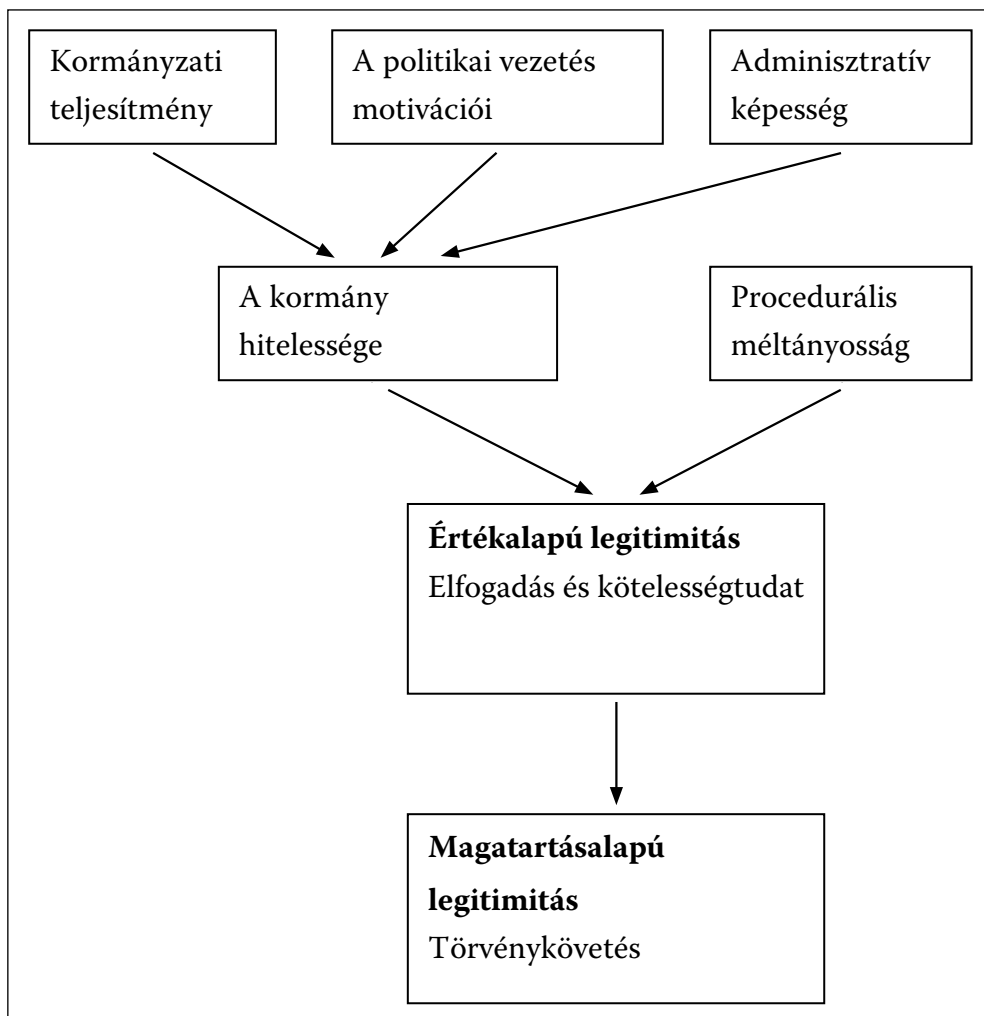 Kormányzati
teljesítmény
A politikai vezetés
motivációi
Adminisztratív
képesség
A kormány
hitelessége
Procedurális
méltányosság
Értékalapú legitimitás
Elfogadás és kötelességtudat
Magatartásalapú
legitimitás
Törvénykövetés